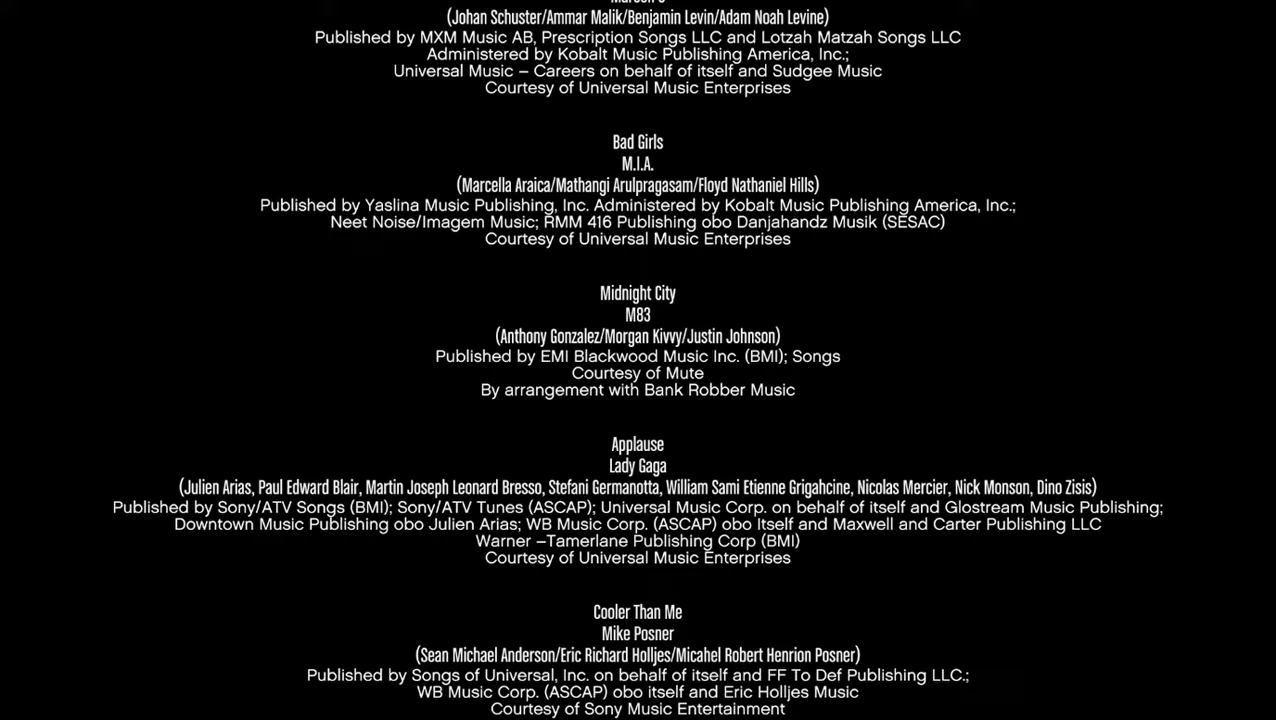 Maroon 5
(Johan Schuster/Ammar Malik/Benjamin Levin/Adam Noah Levine)
Published by MXM Music AB, Prescription Songs LLC and Lotzah Matzah Songs LLC
Administered by Kobalt Music Publishing America, Inc.;
Universal Music – Careers on behalf of itself and Sudgee Music
Courtesy of Universal Music Enterprises
Bad Girls
M.I.A.
(Marcella Araica/Mathangi Arulpragasam/Floyd Nathaniel Hills)
Published by Yaslina Music Publishing, Inc. Administered by Kobalt Music Publishing America, Inc.;
Neet Noise/Imagem Music; RMM 416 Publishing obo Danjahandz Musik (SESAC)
Courtesy of Universal Music Enterprises
Midnight City
M83
(Anthony Gonzalez/Morgan Kivvy/Justin Johnson)
Published by EMI Blackwood Music Inc. (BMI); Songs
Courtesy of Mute
By arrangement with Bank Robber Music
Applause
Lady Gaga
(Julien Arias, Paul Edward Blair, Martin Joseph Leonard Bresso, Stefani Germanotta, William Sami Etienne Grigahcine, Nicolas Mercier, Nick Monson, Dino Zisis)
Published by Sony/ATV Songs (BMI); Sony/ATV Tunes (ASCAP); Universal Music Corp. on behalf of itself and Glostream Music Publishing;
Downtown Music Publishing obo Julien Arias; WB Music Corp. (ASCAP) obo Itself and Maxwell and Carter Publishing LLC
Warner –Tamerlane Publishing Corp (BMI)
Courtesy of Universal Music Enterprises
Cooler Than Me
Mike Posner
(Sean Michael Anderson/Eric Richard Holljes/Micahel Robert Henrion Posner)
Published by Songs of Universal, Inc. on behalf of itself and FF To Def Publishing LLC.;
WB Music Corp. (ASCAP) obo itself and Eric Holljes Music
Courtesy of Sony Music Entertainment